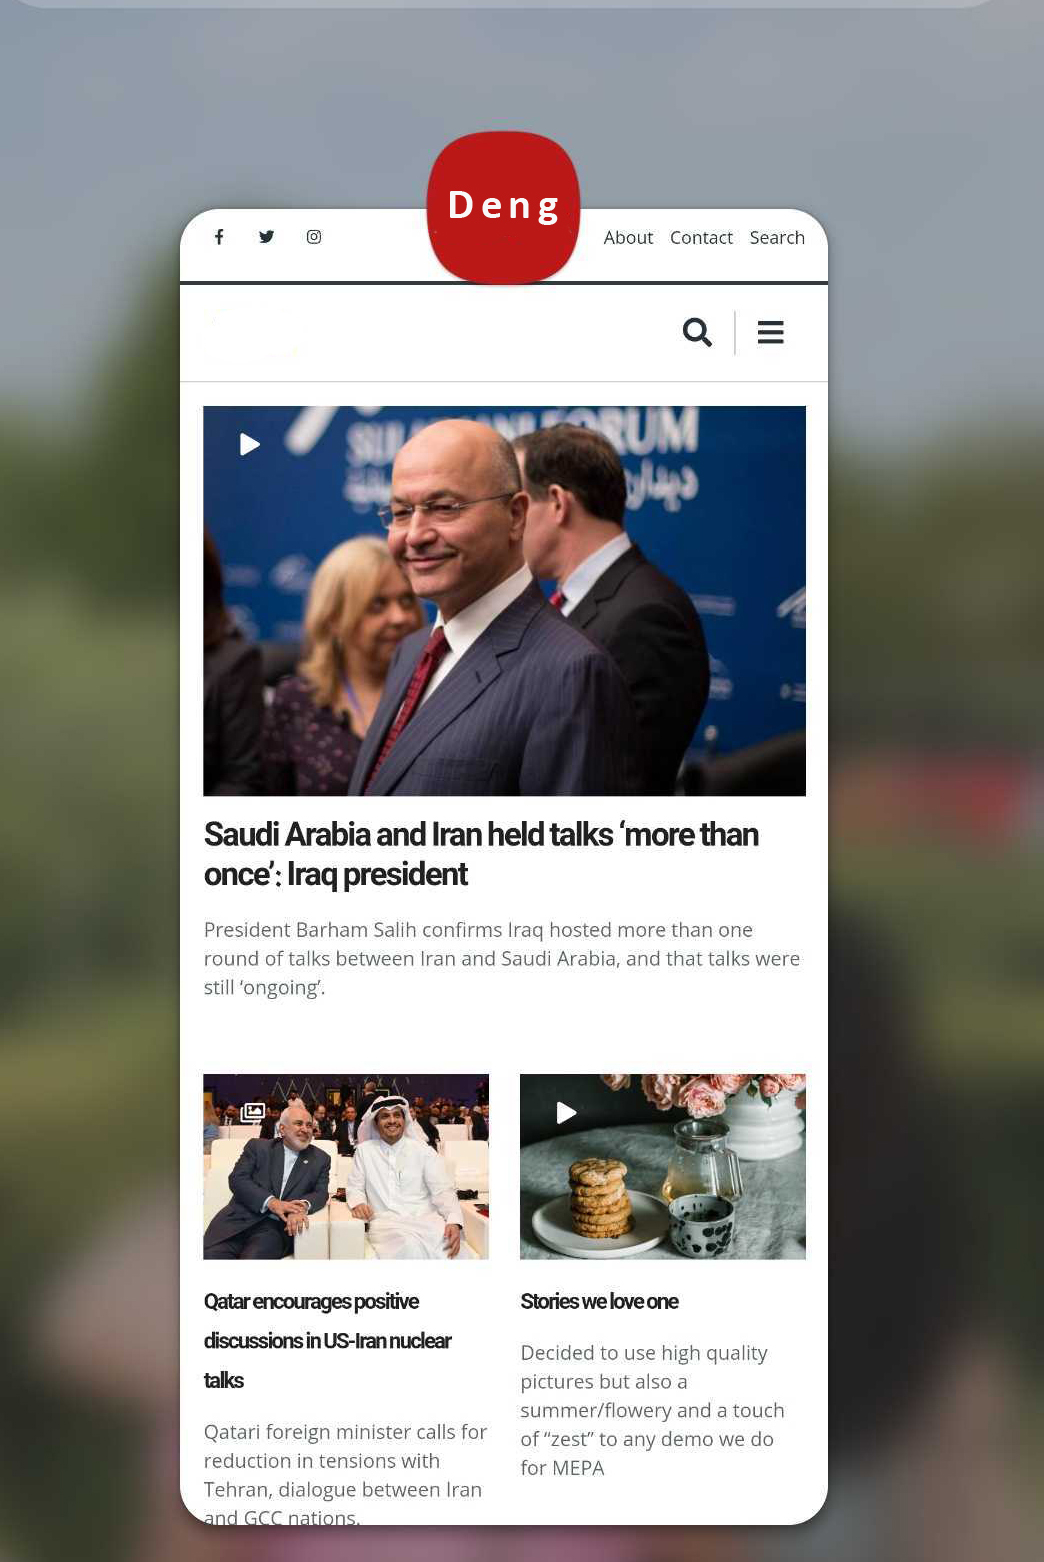 Deng
About Contact Search
FORUM
Saudi Arabia and Iran held talks ‘more than
once’: Iraq president
President Barham Salih confirms Iraq hosted more than one
round of talks between Iran and Saudi Arabia, and that talks were
still ‘ongoing’.
Qatar encourages positive
discussions in US-Iran nuclear
talks
Qatari foreign minister calls for
reduction in tensions with
Tehran, dialogue between Iran
and GCC nations.
Stories we love one
Decided to use high quality
pictures but also a
summer/flowery and a touch
of “zest” to any demo we do
for MEPA